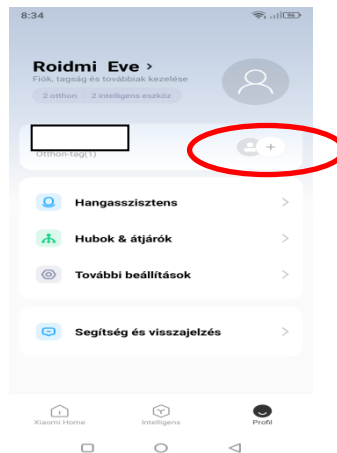 8:34
Roidmi Eve >
Fiók, tagság és továbbiak kezelése
2 otthon | 2 intelligens eszköz
Otthon-tag(1)
+
Hangasszisztens >
Hubok & átjárók >
További beállítások >
Segítség és visszajelzés >
Xiaomi Home Intelligens Profil